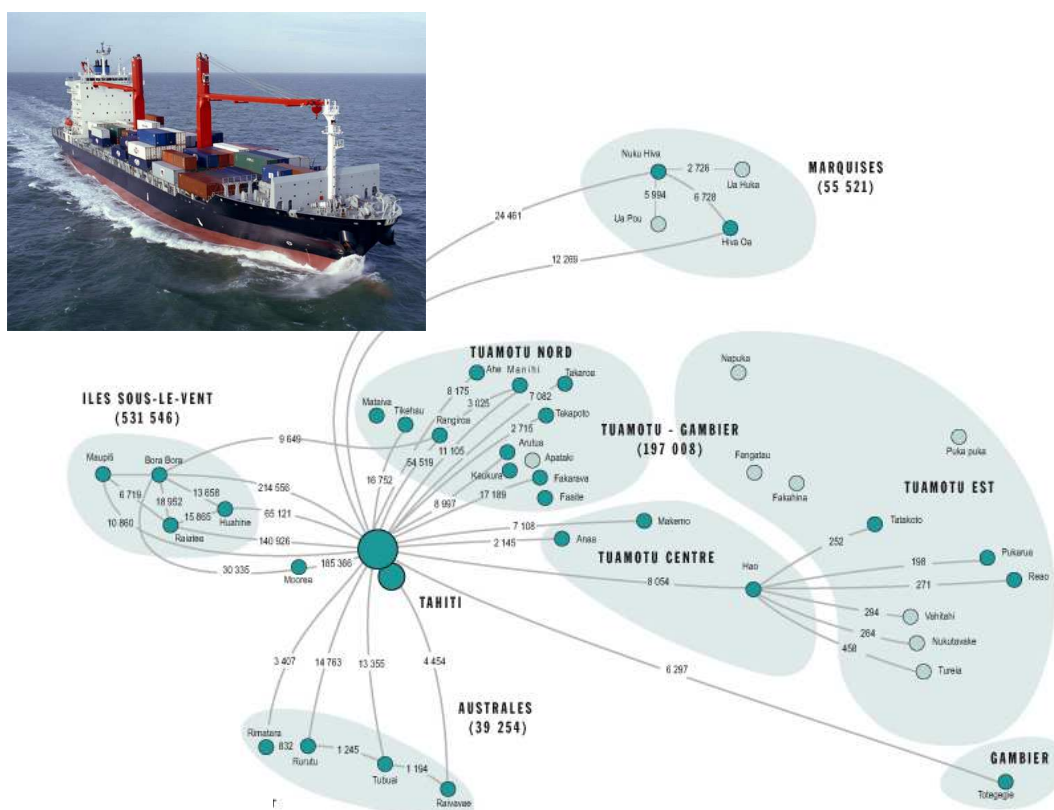 Nuku Hiva
2 726
Ua Huka
5 994
6 728
Ua Pou
Hiva Oa
MARQUISES
(55 521)
24 461
12 269
TUAMOTU NORD
Ahe
Manihi
Takaroa
8 175
3 025
7 082
Mataiva
Tikehau
Rangiroa
Takapoto
2 715
11 105
54 519
16 752
Arutua
Apataki
Kaukura
Fakarava
8 997
17 189
Faaite
TUAMOTU - GAMBIER
(197 008)
Napuka
Puka puka
Fangatau
Fakahina
TUAMOTU EST
Tatakoto
252
Pukarua
198
Reao
271
Vahitahi
294
Nukutavake
264
Tureia
458
ILES SOUS-LE-VENT
(531 546)
9 649
Maupiti
Bora Bora
214 556
6 719
18 952
13 658
15 865
Huahine
65 121
Raiatea
140 926
10 860
30 335
Moorea
185 366
TAHITI
7 108
Makemo
2 145
Anaa
TUAMOTU CENTRE
Hao
8 054
6 297
3 407
14 763
13 355
4 454
AUSTRALES
(39 254)
Rimatara
832
Rurutu
1 245
Tubuai
1 194
Raivavae
GAMBIER
Totegegie